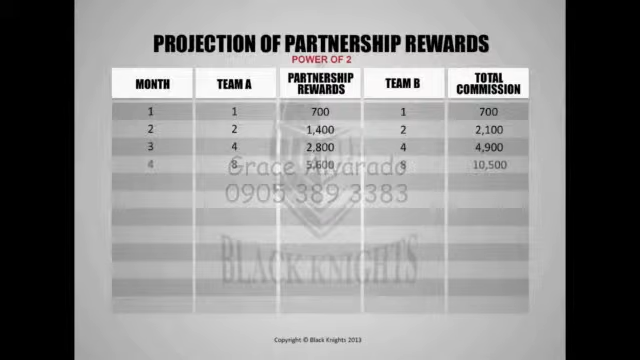 PROJECTION OF PARTNERSHIP REWARDS
POWER OF 2
MONTH TEAM A PARTNERSHIP REWARDS TEAM B TOTAL COMMISSION
1 1 700 1 700
2 2 1,400 2 2,100
3 4 2,800 4 4,900
4 8 5,600 8 10,500
Grace Alvarado
0905 389 3383
BLACK KNIGHTS
Copyright © Black Knights 2013